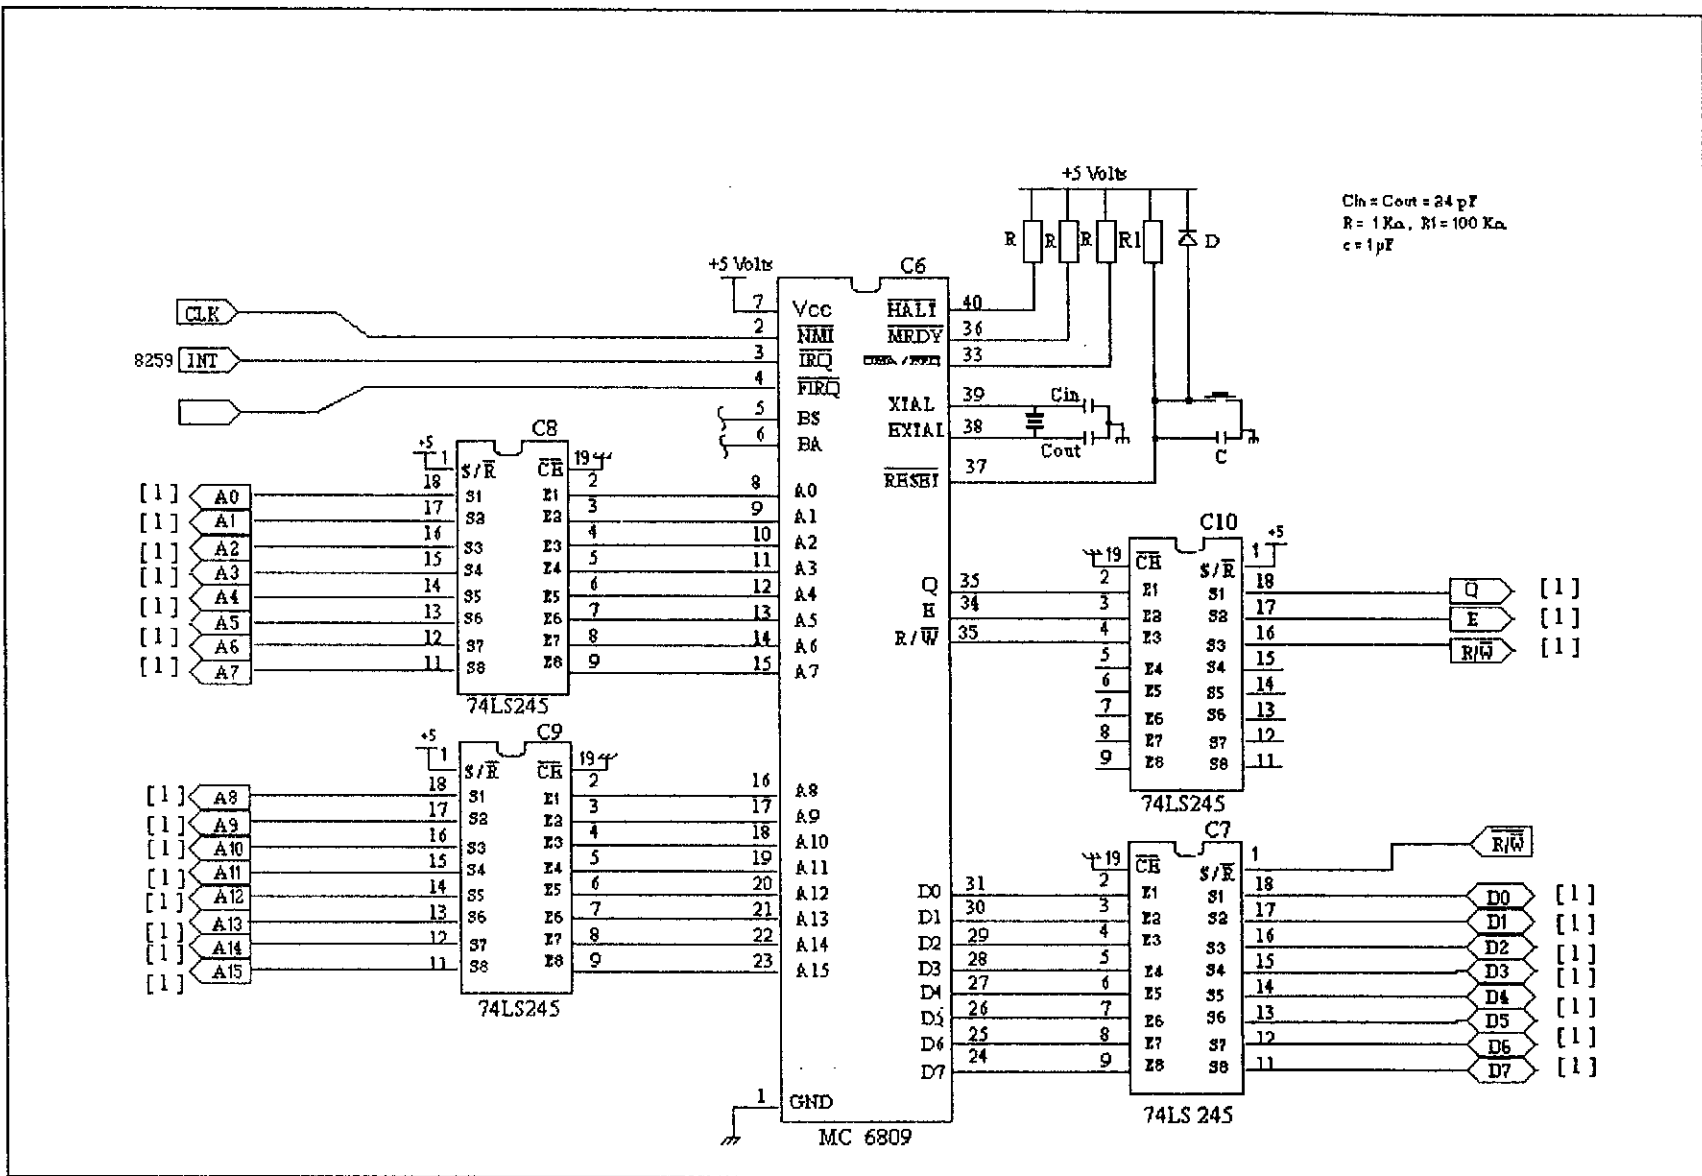 +5 Volts
Cin = Cout = 24 pF
R = 1 KΩ, R1 = 100 KΩ
c = 1 µF
R R R R1 D
+5 Volts
C6
CLK
8259 INT
7 VCC
2 NMI
3 IRQ
4 FIRQ
5 BS
6 BA
HALT 40
MRDY 36
33
XTAL 39
EXTAL 38
RESET 37
Cin
Cout
C
C8
+5
1 S/R CE 19
18 S1 E1 2
17 S2 E2 3
16 S3 E3 4
15 S4 E4 5
14 S5 E5 6
13 S6 E6 7
12 S7 E7 8
11 S8 E8 9
74LS245
[1] A0
[1] A1
[1] A2
[1] A3
[1] A4
[1] A5
[1] A6
[1] A7
8 A0
9 A1
10 A2
11 A3
12 A4
13 A5
14 A6
15 A7
C9
+5
1 S/R CE 19
18 S1 E1 2
17 S2 E2 3
16 S3 E3 4
15 S4 E4 5
14 S5 E5 6
13 S6 E6 7
12 S7 E7 8
11 S8 E8 9
74LS245
[1] A8
[1] A9
[1] A10
[1] A11
[1] A12
[1] A13
[1] A14
[1] A15
16 A8
17 A9
18 A10
19 A11
20 A12
21 A13
22 A14
23 A15
1 GND
MC 6809
Q 35
E 34
R/W 35
C10
+5
19 CE S/R 1
2 E1 S1 18
3 E2 S2 17
4 E3 S3 16
5 E4 S4 15
6 E5 S5 14
7 E6 S6 13
8 E7 S7 12
9 E8 S8 11
74LS245
Q [1]
E [1]
R/W [1]
C7
R/W
D0 31
D1 30
D2 29
D3 28
D4 27
D5 26
D6 25
D7 24
19 CE S/R 1
2 E1 S1 18
3 E2 S2 17
4 E3 S3 16
5 E4 S4 15
6 E5 S5 14
7 E6 S6 13
8 E7 S7 12
9 E8 S8 11
74LS 245
D0 [1]
D1 [1]
D2 [1]
D3 [1]
D4 [1]
D5 [1]
D6 [1]
D7 [1]